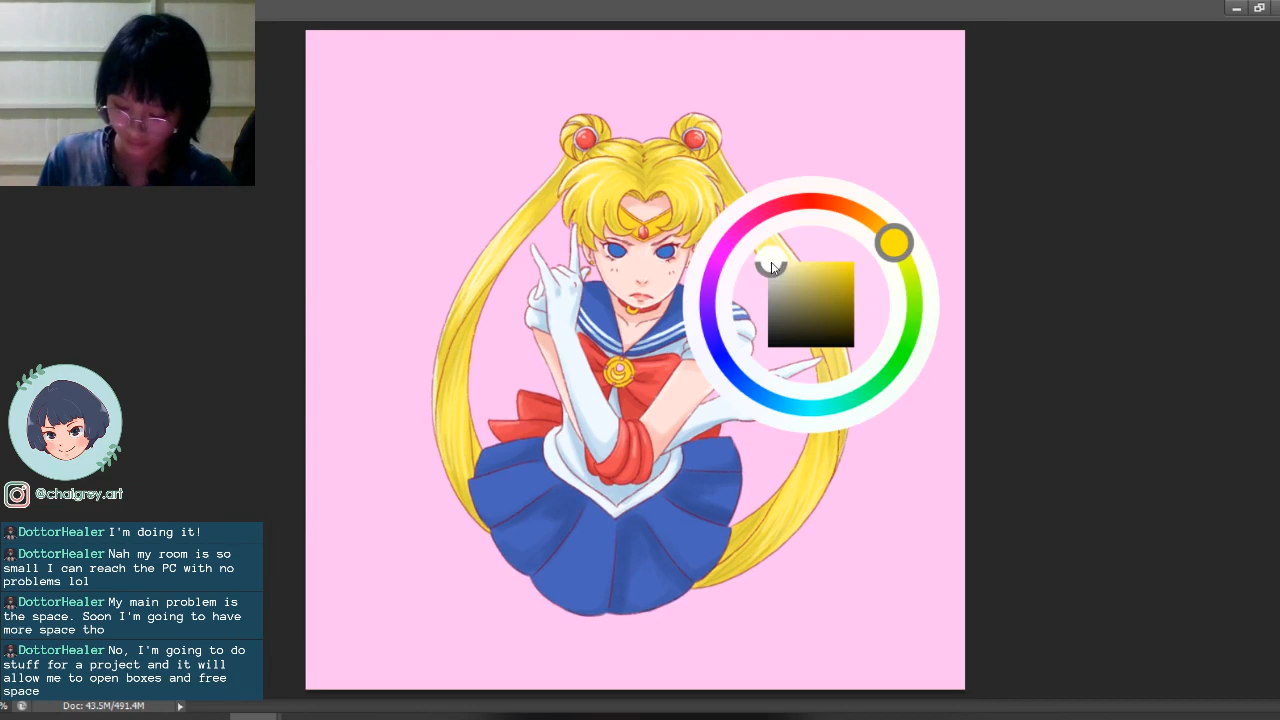 @chaigrey.art
DottorHealer I'm doing it!
DottorHealer Nah my room is so
small I can reach the PC with no
problems lol
DottorHealer My main problem is
the space. Soon I'm going to have
more space tho
DottorHealer No, I'm going to do
stuff for a project and it will
allow me to open boxes and free
space
% Doc: 43.5M/491.4M